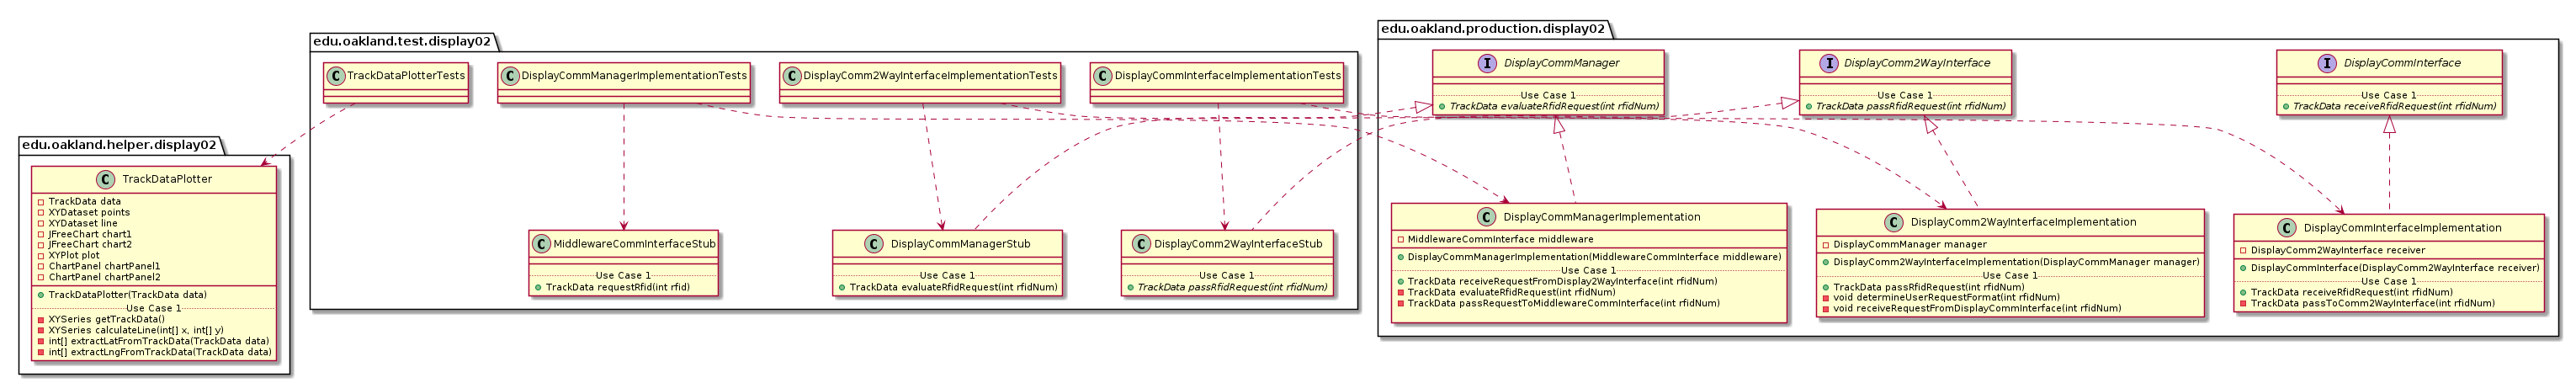 edu.oakland.helper.display02
C TrackDataPlotter
TrackData data
XYDataset points
XYDataset line
JFreeChart chart1
JFreeChart chart2
XYPlot plot
ChartPanel chartPanel1
ChartPanel chartPanel2
TrackDataPlotter(TrackData data)
Use Case 1
XYSeries getTrackData()
XYSeries calculateLine(int[] x, int[] y)
int[] extractLatFromTrackData(TrackData data)
int[] extractLngFromTrackData(TrackData data)
edu.oakland.test.display02
C TrackDataPlotterTests
C DisplayCommManagerImplementationTests
C DisplayComm2WayInterfaceImplementationTests
C DisplayCommInterfaceImplementationTests
C MiddlewareCommInterfaceStub
Use Case 1
TrackData requestRfid(int rfid)
C DisplayCommManagerStub
Use Case 1
TrackData evaluateRfidRequest(int rfidNum)
C DisplayComm2WayInterfaceStub
Use Case 1
TrackData passRfidRequest(int rfidNum)
edu.oakland.production.display02
I DisplayCommManager
Use Case 1
TrackData evaluateRfidRequest(int rfidNum)
I DisplayComm2WayInterface
Use Case 1
TrackData passRfidRequest(int rfidNum)
I DisplayCommInterface
Use Case 1
TrackData receiveRfidRequest(int rfidNum)
C DisplayCommManagerImplementation
MiddlewareCommInterface middleware
DisplayCommManagerImplementation(MiddlewareCommInterface middleware)
Use Case 1
TrackData receiveRequestFromDisplay2WayInterface(int rfidNum)
TrackData evaluateRfidRequest(int rfidNum)
TrackData passRequestToMiddlewareCommInterface(int rfidNum)
C DisplayComm2WayInterfaceImplementation
DisplayCommManager manager
DisplayComm2WayInterfaceImplementation(DisplayCommManager manager)
Use Case 1
TrackData passRfidRequest(int rfidNum)
void determineUserRequestFormat(int rfidNum)
void receiveRequestFromDisplayCommInterface(int rfidNum)
C DisplayCommInterfaceImplementation
DisplayComm2WayInterface receiver
DisplayCommInterface(DisplayComm2WayInterface receiver)
Use Case 1
TrackData receiveRfidRequest(int rfidNum)
TrackData passToComm2WayInterface(int rfidNum)